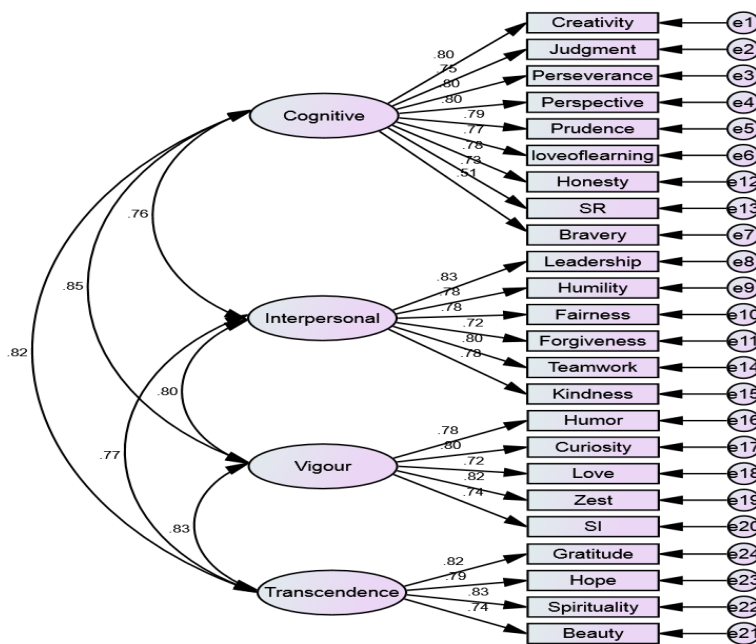 Creativity
e1
.80
Judgment
e2
.75
Perseverance
e3
.80
Perspective
e4
.80
Cognitive
Prudence
e5
.79
loveoflearning
e6
.77
Honesty
e12
.78
SR
e13
.73
Bravery
e7
.51
.76
.85
.82
Leadership
e8
.83
Humility
e9
.78
Interpersonal
Fairness
e10
.78
Forgiveness
e11
.72
Teamwork
e14
.80
Kindness
e15
.78
.80
.77
Humor
e16
.78
Curiosity
e17
.80
Vigour
Love
e18
.72
Zest
e19
.82
SI
e20
.74
.83
Gratitude
e24
.82
Hope
e23
.79
Transcendence
Spirituality
e22
.83
Beauty
e21
.74